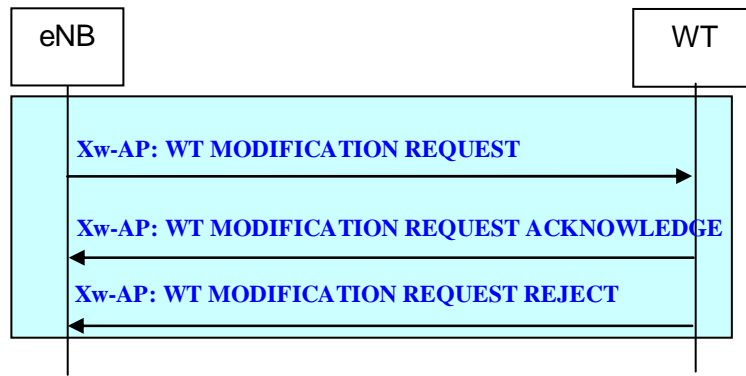 eNB
WT
Xw-AP: WT MODIFICATION REQUEST
Xw-AP: WT MODIFICATION REQUEST ACKNOWLEDGE
Xw-AP: WT MODIFICATION REQUEST REJECT